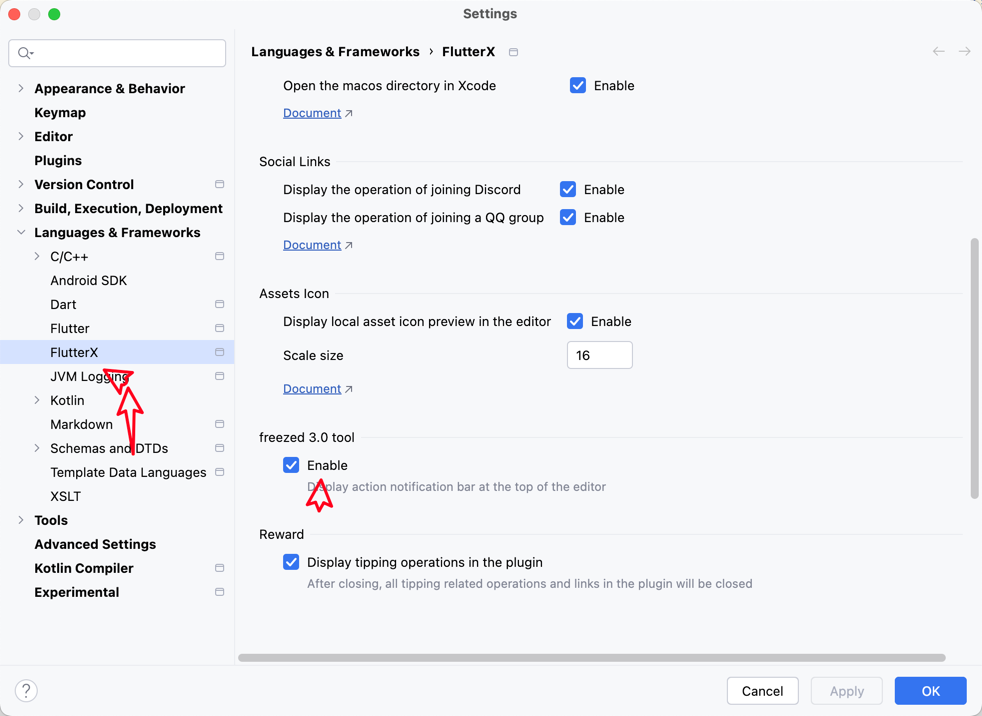 Settings
Languages & Frameworks › FlutterX
Appearance & Behavior
Keymap
Editor
Plugins
Version Control
Build, Execution, Deployment
Languages & Frameworks
C/C++
Android SDK
Dart
Flutter
FlutterX
JVM Logging
Kotlin
Markdown
Schemas and DTDs
Template Data Languages
XSLT
Tools
Advanced Settings
Kotlin Compiler
Experimental
Open the macos directory in Xcode Enable
Document ↗
Social Links
Display the operation of joining Discord Enable
Display the operation of joining a QQ group Enable
Document ↗
Assets Icon
Display local asset icon preview in the editor Enable
Scale size 16
Document ↗
freezed 3.0 tool
Enable
Display action notification bar at the top of the editor
Reward
Display tipping operations in the plugin
After closing, all tipping related operations and links in the plugin will be closed
?
Cancel Apply OK